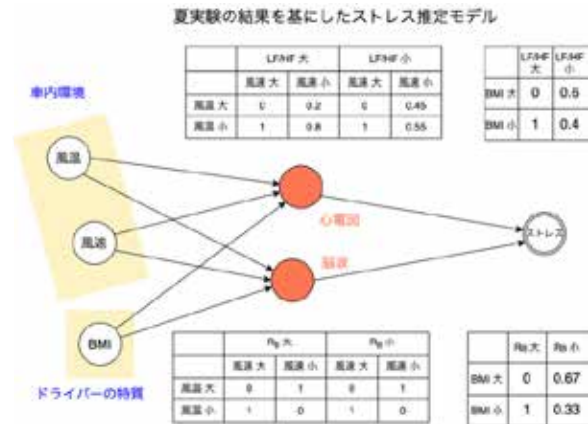 夏実験の結果を基にしたストレス推定モデル
LF/HF 大 LF/HF 小
風速 大 風速 小 風速 大 風速 小
風温 大 0 0.2 0 0.45
風温 小 1 0.8 1 0.55
LF/HF 大 LF/HF 小
BMI 大 0 0.6
BMI 小 1 0.4
車内環境
風温
風速
BMI
ドライバーの特質
心電図
脳波
ストレス
大 小
風速 大 風速 小 風速 大 風速 小
風温 大 0 1 0 1
風温 小 1 0 1 0
大 小
BMI 大 0 0.67
BMI 小 1 0.33